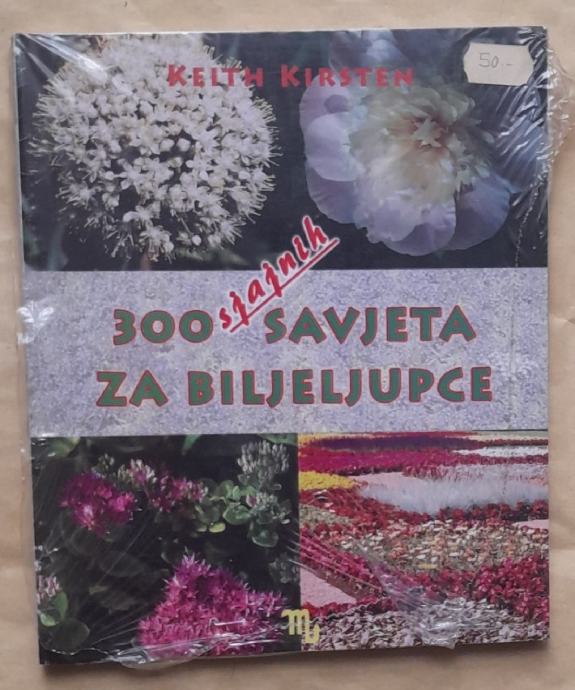 KEITH KIRSTEN
50.-
sjajnih
300 SAVJETA
ZA BILJELJUPCE